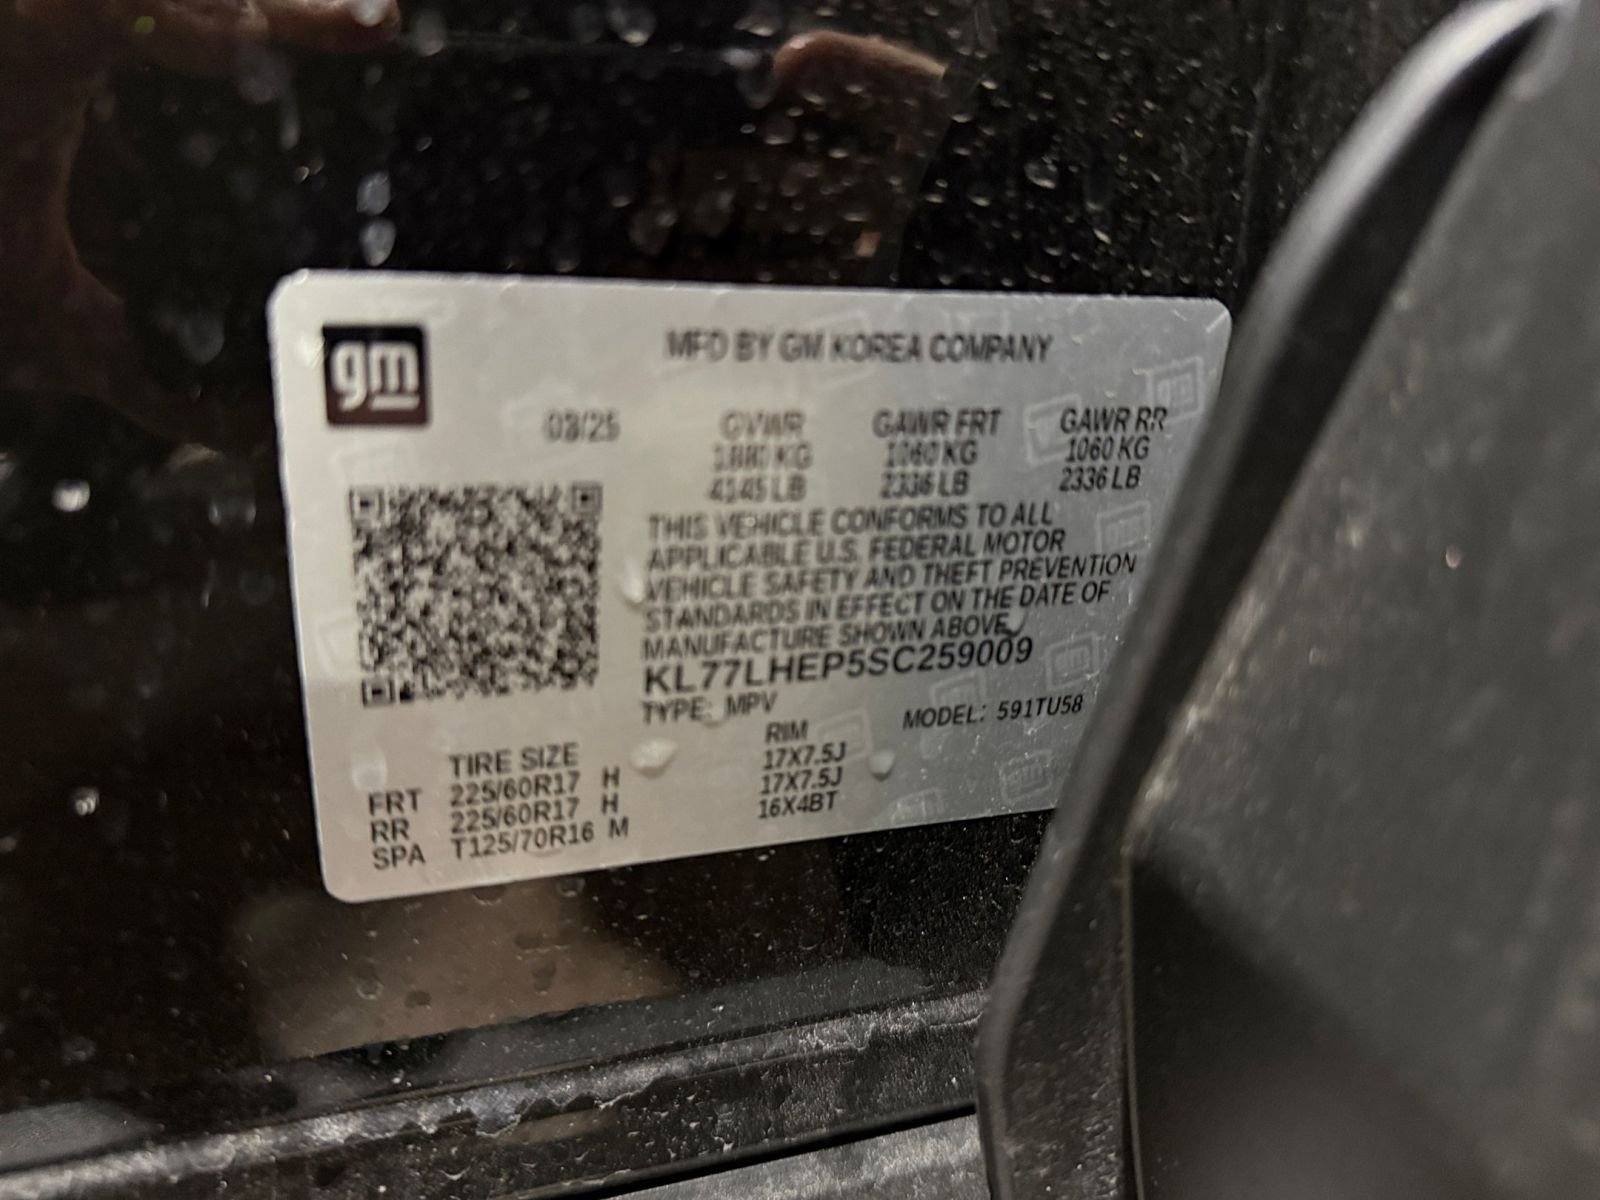 gm
MFD BY GM KOREA COMPANY
03/25 GVWR GAWR FRT GAWR RR
1880 KG 1060 KG 1060 KG
4145 LB 2336 LB 2336 LB
THIS VEHICLE CONFORMS TO ALL
APPLICABLE U.S. FEDERAL MOTOR
VEHICLE SAFETY AND THEFT PREVENTION
STANDARDS IN EFFECT ON THE DATE OF
MANUFACTURE SHOWN ABOVE
KL77LHEP5SC259009
TYPE: MPV MODEL: 591TU58
TIRE SIZE RIM
FRT 225/60R17 H 17X7.5J
RR 225/60R17 H 17X7.5J
SPA T125/70R16 M 16X4BT